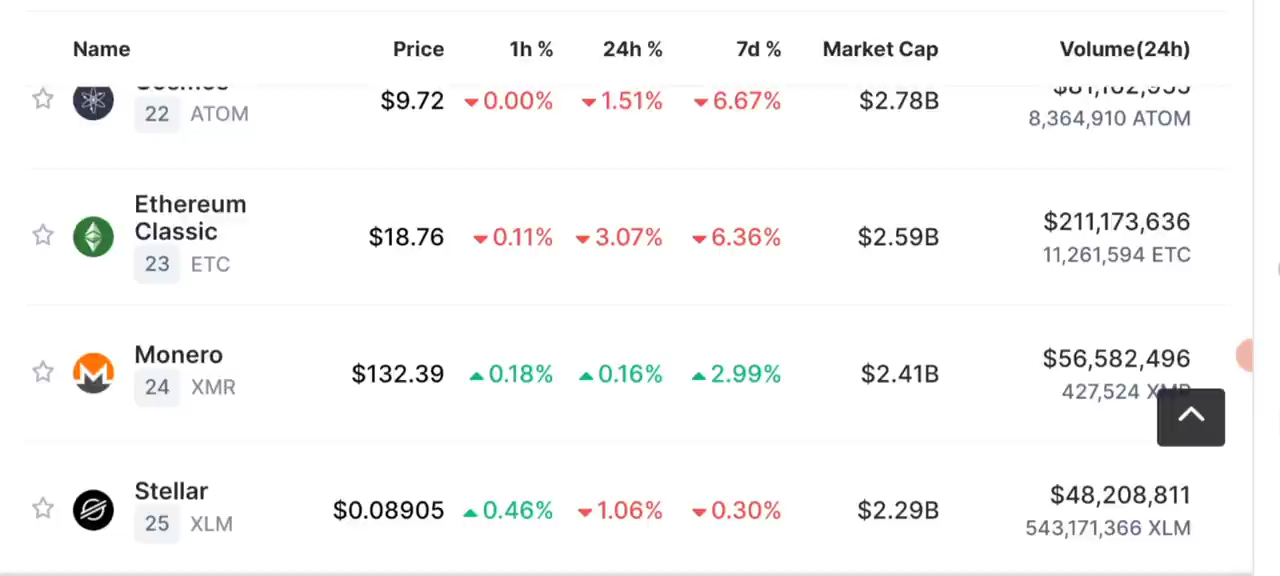 Name Price 1h % 24h % 7d % Market Cap Volume(24h)
Cosmos
22 ATOM $9.72 0.00% 1.51% 6.67% $2.78B
8,364,910 ATOM
Ethereum
Classic
23 ETC $18.76 0.11% 3.07% 6.36% $2.59B $211,173,636
11,261,594 ETC
Monero
24 XMR $132.39 0.18% 0.16% 2.99% $2.41B $56,582,496
427,524 XMR
Stellar
25 XLM $0.08905 0.46% 1.06% 0.30% $2.29B $48,208,811
543,171,366 XLM